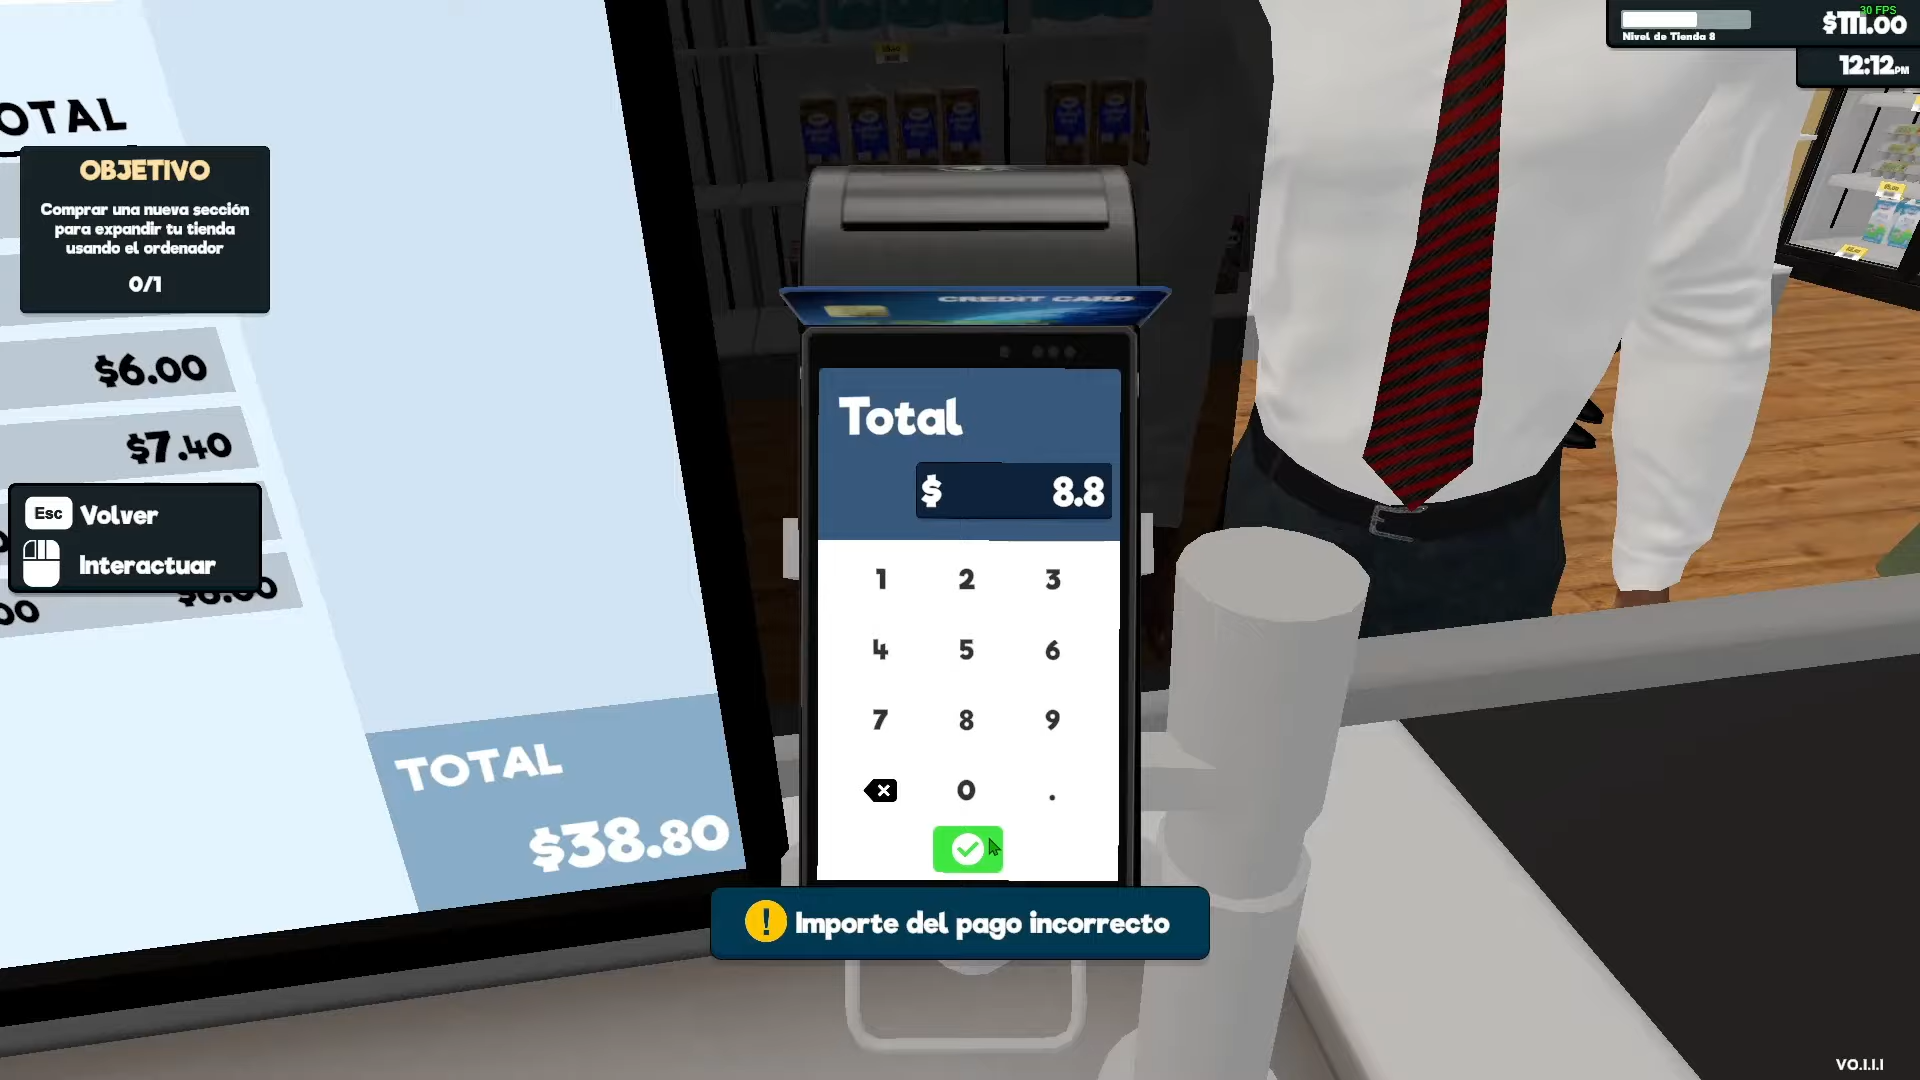 30 FPS
$111.00
Nivel de Tienda 8
12:12PM
OTAL
OBJETIVO
Comprar una nueva sección
para expandir tu tienda
usando el ordenador
0/1
$6.00
$7.40
Esc Volver
Interactuar
00 $6.00
TOTAL
$38.80
CREDIT CARD
Total
$ 8.8
1 2 3
4 5 6
7 8 9
0 .
! Importe del pago incorrecto
V0.1.1.1